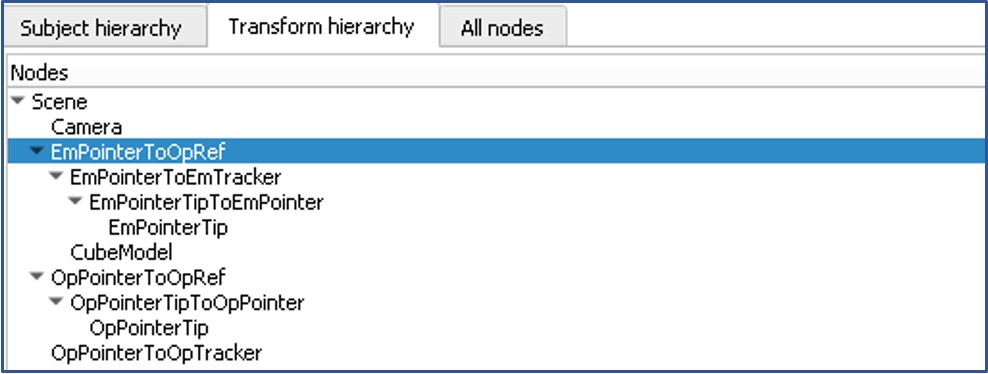 Subject hierarchy Transform hierarchy All nodes
Nodes
Scene
Camera
EmPointerToOpRef
EmPointerToEmTracker
EmPointerTipToEmPointer
EmPointerTip
CubeModel
OpPointerToOpRef
OpPointerTipToOpPointer
OpPointerTip
OpPointerToOpTracker